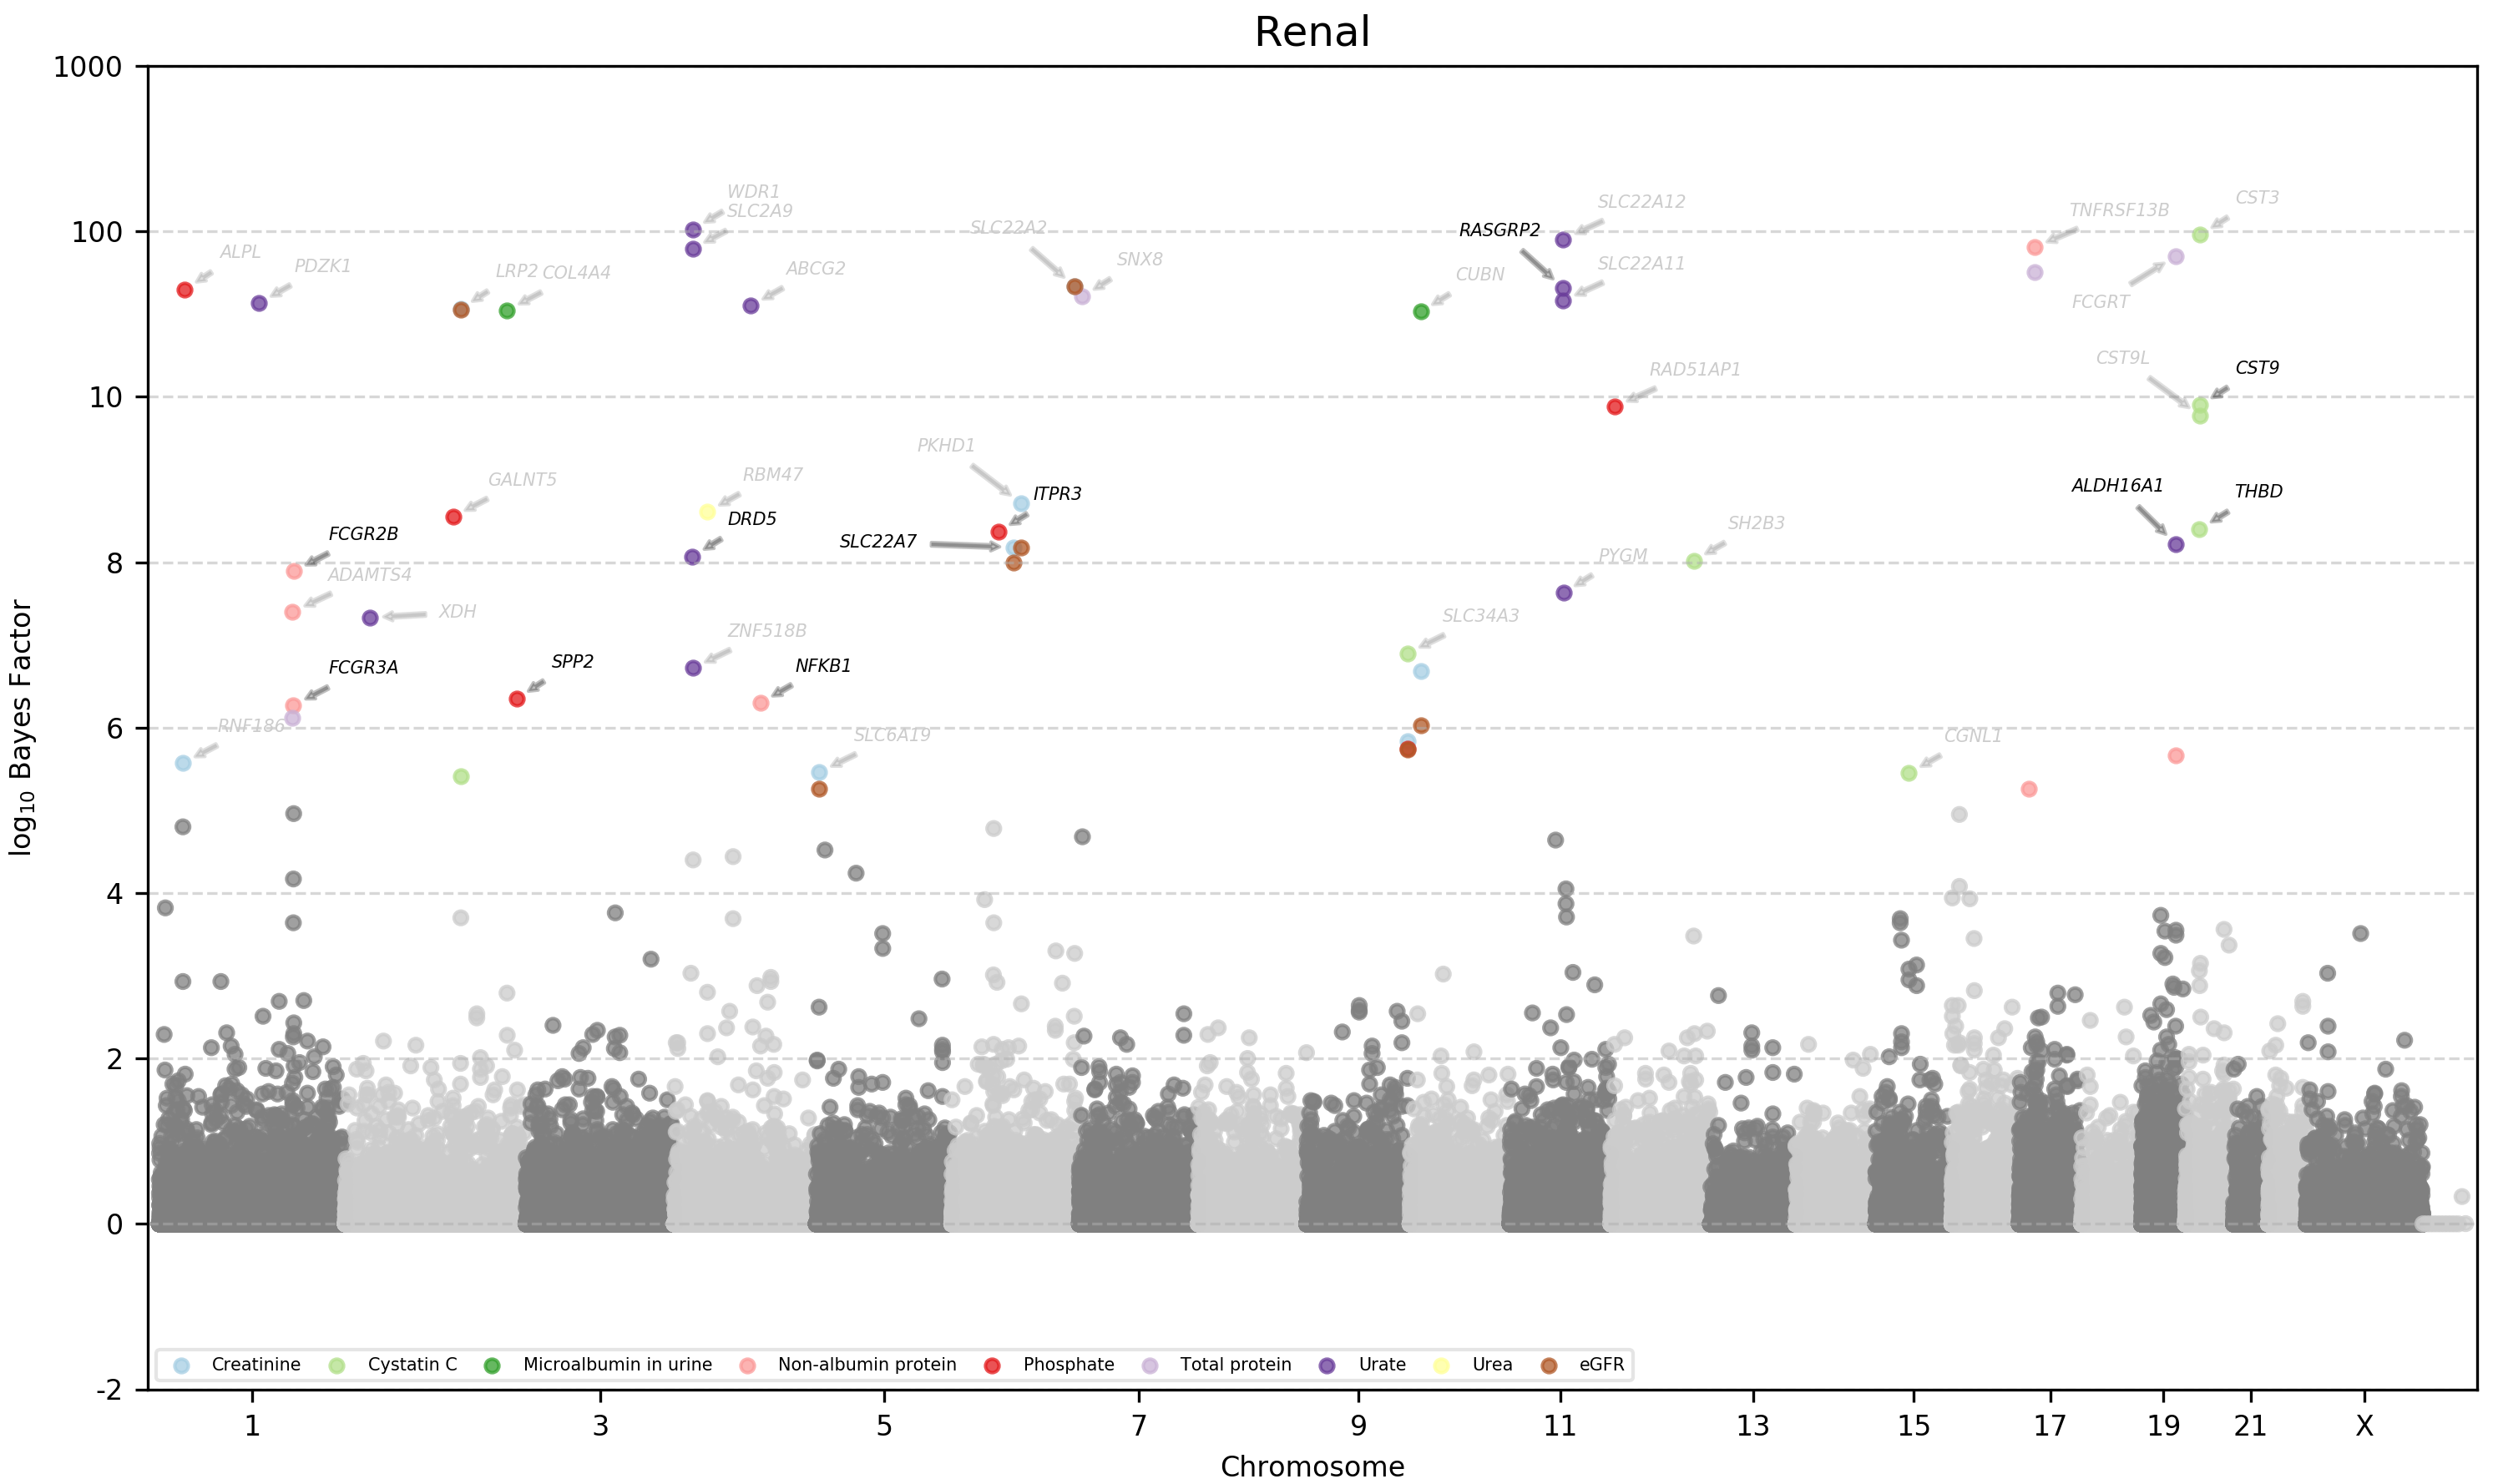 Renal
1000
WDR1
SLC2A9
SLC22A2
SLC22A12
RASGRP2
TNFRSF13B
CST3
100
ALPL
PDZK1
LRP2
COL4A4
ABCG2
SNX8
CUBN
SLC22A11
FCGRT
RAD51AP1
CST9L
CST9
10
GALNT5
RBM47
PKHD1
ITPR3
ALDH16A1
THBD
FCGR2B
DRD5
SLC22A7
SH2B3
8
ADAMTS4
PYGM
XDH
ZNF518B
SLC34A3
FCGR3A
SPP2
NFKB1
RNF186
6
SLC6A19
CGNL1
4
2
0
-2
log10 Bayes Factor
Creatinine Cystatin C Microalbumin in urine Non-albumin protein Phosphate Total protein Urate Urea eGFR
1 3 5 7 9 11 13 15 17 19 21 X
Chromosome